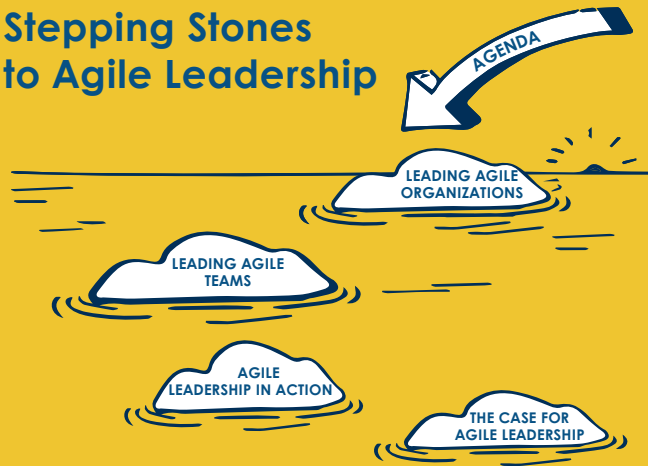 Stepping Stones
to Agile Leadership
AGENDA
LEADING AGILE
ORGANIZATIONS
LEADING AGILE
TEAMS
AGILE
LEADERSHIP IN ACTION
THE CASE FOR
AGILE LEADERSHIP